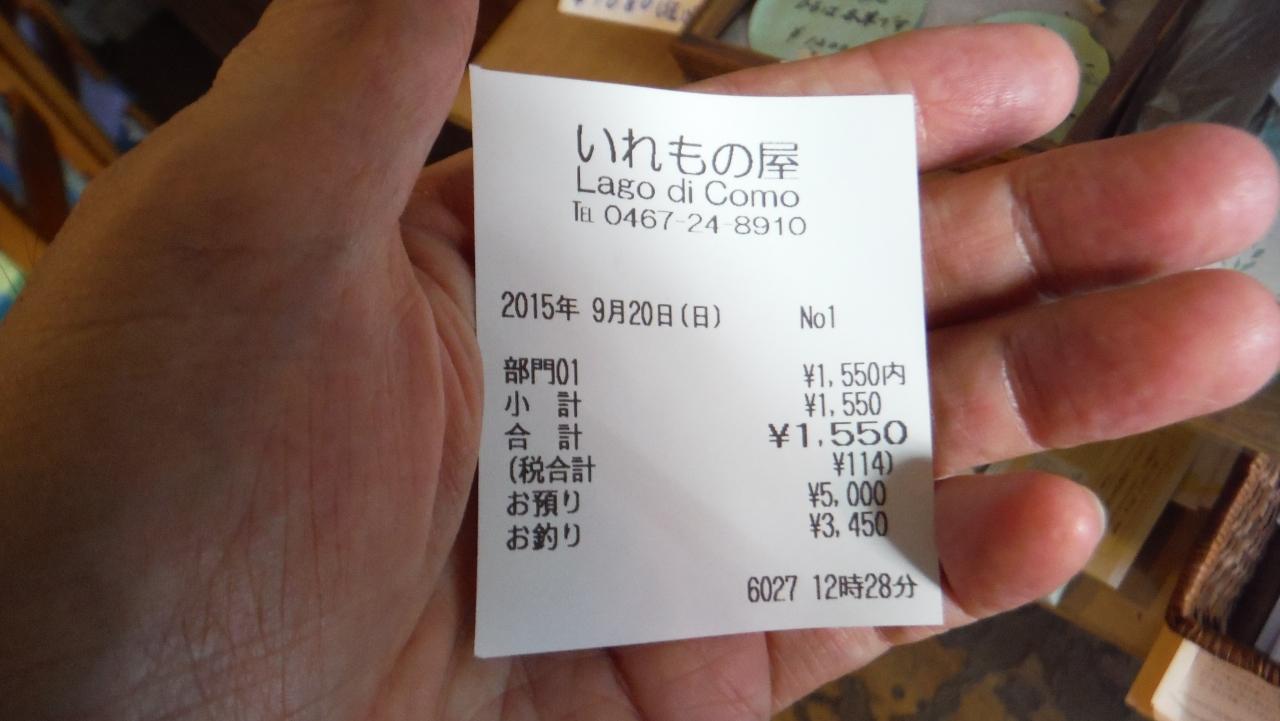 いれもの屋
Lago di Como
℡ 0467-24-8910
2015年 9月20日(日) No1
部門01 ¥1,550内
小 計 ¥1,550
合 計 ¥1,550
(税合計 ¥114)
お預り ¥5,000
お釣り ¥3,450
6027 12時28分